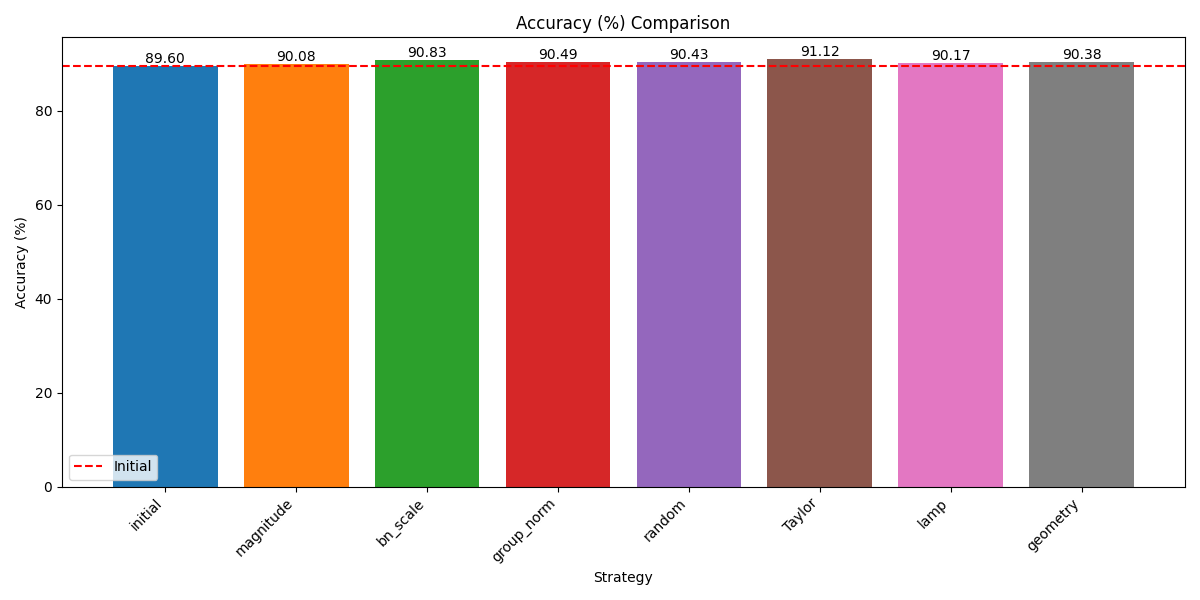 Accuracy (%) Comparison
89.60
90.08
90.83
90.49
90.43
91.12
90.17
90.38
Accuracy (%)
80
60
40
20
0
Initial
initial
magnitude
bn_scale
group_norm
random
Taylor
lamp
geometry
Strategy